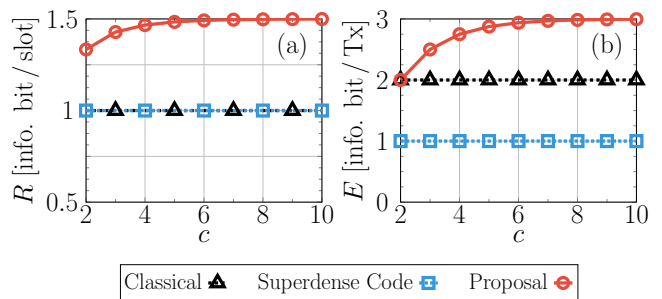 1.5
1
0.5
R [info. bit / slot]
(a)
2 4 6 8 10
c
3
2
1
0
E [info. bit / Tx]
(b)
2 4 6 8 10
c
Classical Superdense Code Proposal